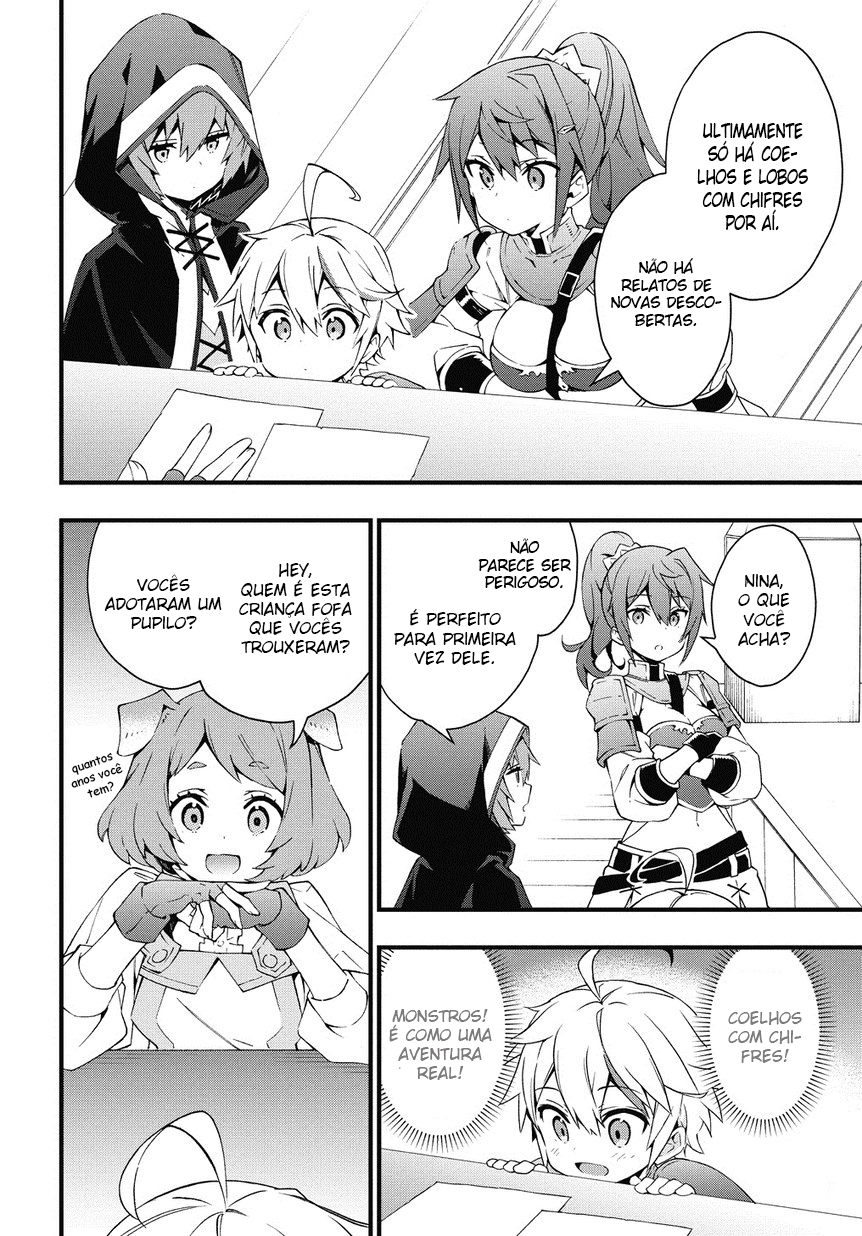 ULTIMAMENTE
SÓ HÁ COE-
LHOS E LOBOS
COM CHIFRES
POR AÍ.
NÃO HÁ
RELATOS DE
NOVAS DESCO-
BERTAS.
NINA,
O QUE
VOCÊ
ACHA?
NÃO
PARECE SER
PERIGOSO.
É PERFEITO
PARA PRIMEIRA
VEZ DELE.
COELHOS
COM CHI-
FRES!
MONSTROS!
É COMO UMA
AVENTURA
REAL!
HEY,
QUEM É ESTA
CRIANÇA FOFA
QUE VOCÊS
TROUXERAM?
VOCÊS
ADOTARAM UM
PUPILO?
quantos
anos você
tem?